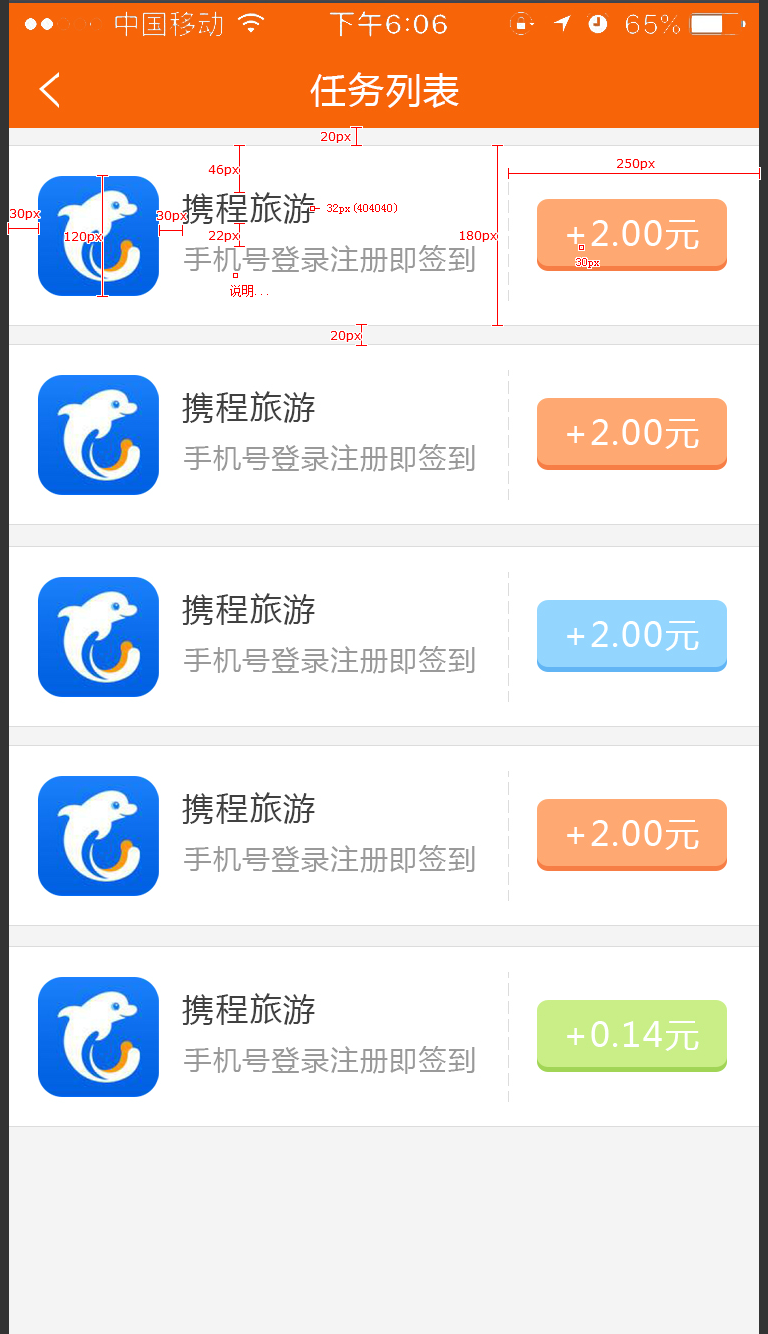 中国移动 下午6:06 65%
任务列表
20px
46px
250px
30px
120px
30px
携程旅游
32px(404040)
22px
180px
+2.00元
30px
手机号登录注册即签到
说明...
20px
携程旅游
手机号登录注册即签到
+2.00元
携程旅游
手机号登录注册即签到
+2.00元
携程旅游
手机号登录注册即签到
+2.00元
携程旅游
手机号登录注册即签到
+0.14元